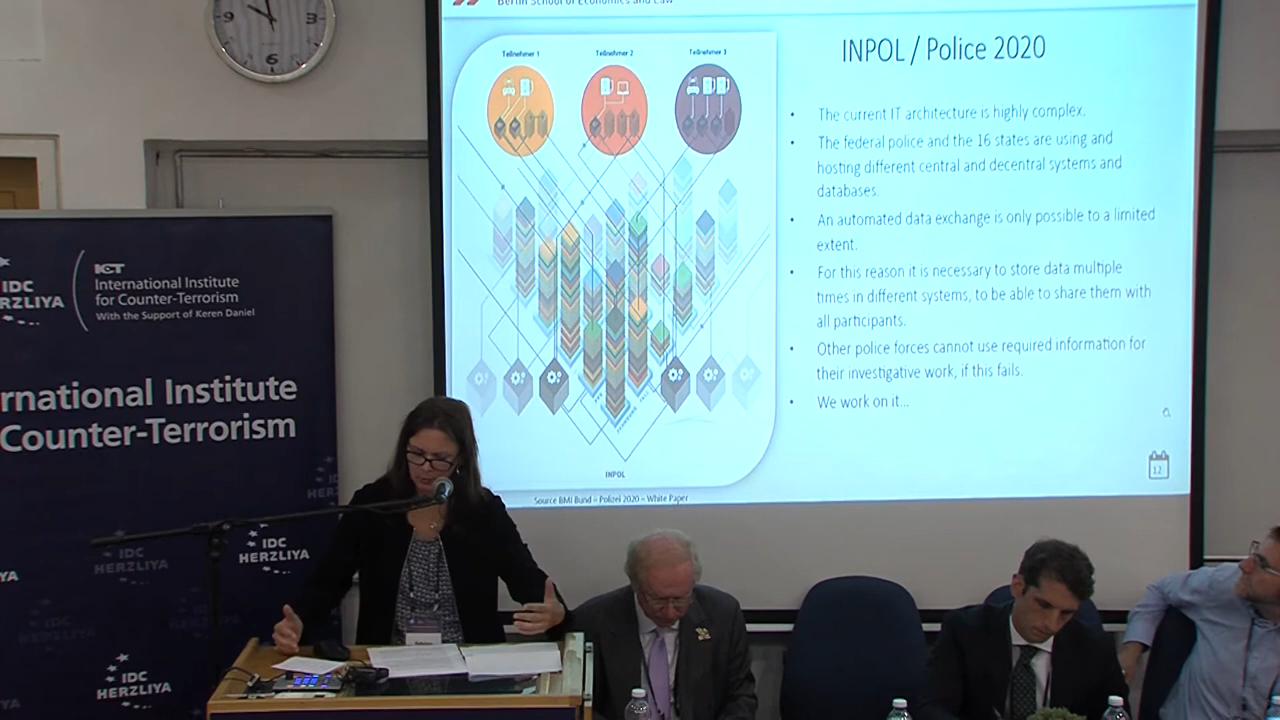 Berlin School of Economics and Law
9
3
6
Teilnehmer 1
Teilnehmer 2
Teilnehmer 3
INPOL / Police 2020
• The current IT architecture is highly complex.
• The federal police and the 16 states are using and
hosting different central and decentral systems and
databases.
• An automated data exchange is only possible to a limited
extent.
• For this reason it is necessary to store data multiple
times in different systems, to be able to share them with
all participants.
• Other police forces cannot use required information for
their investigative work, if this fails.
• We work on it...
12
INPOL
Source BMI Bund – Polizei 2020 – White Paper
IDC
RZLIYA
ICT
International Institute
for Counter-Terrorism
With the Support of Keren Daniel
rnational Institute
Counter-Terrorism
IDC
HERZLIYA
IDC
HERZLIYA
YA
HERZLIYA
IDC
HERZLIYA